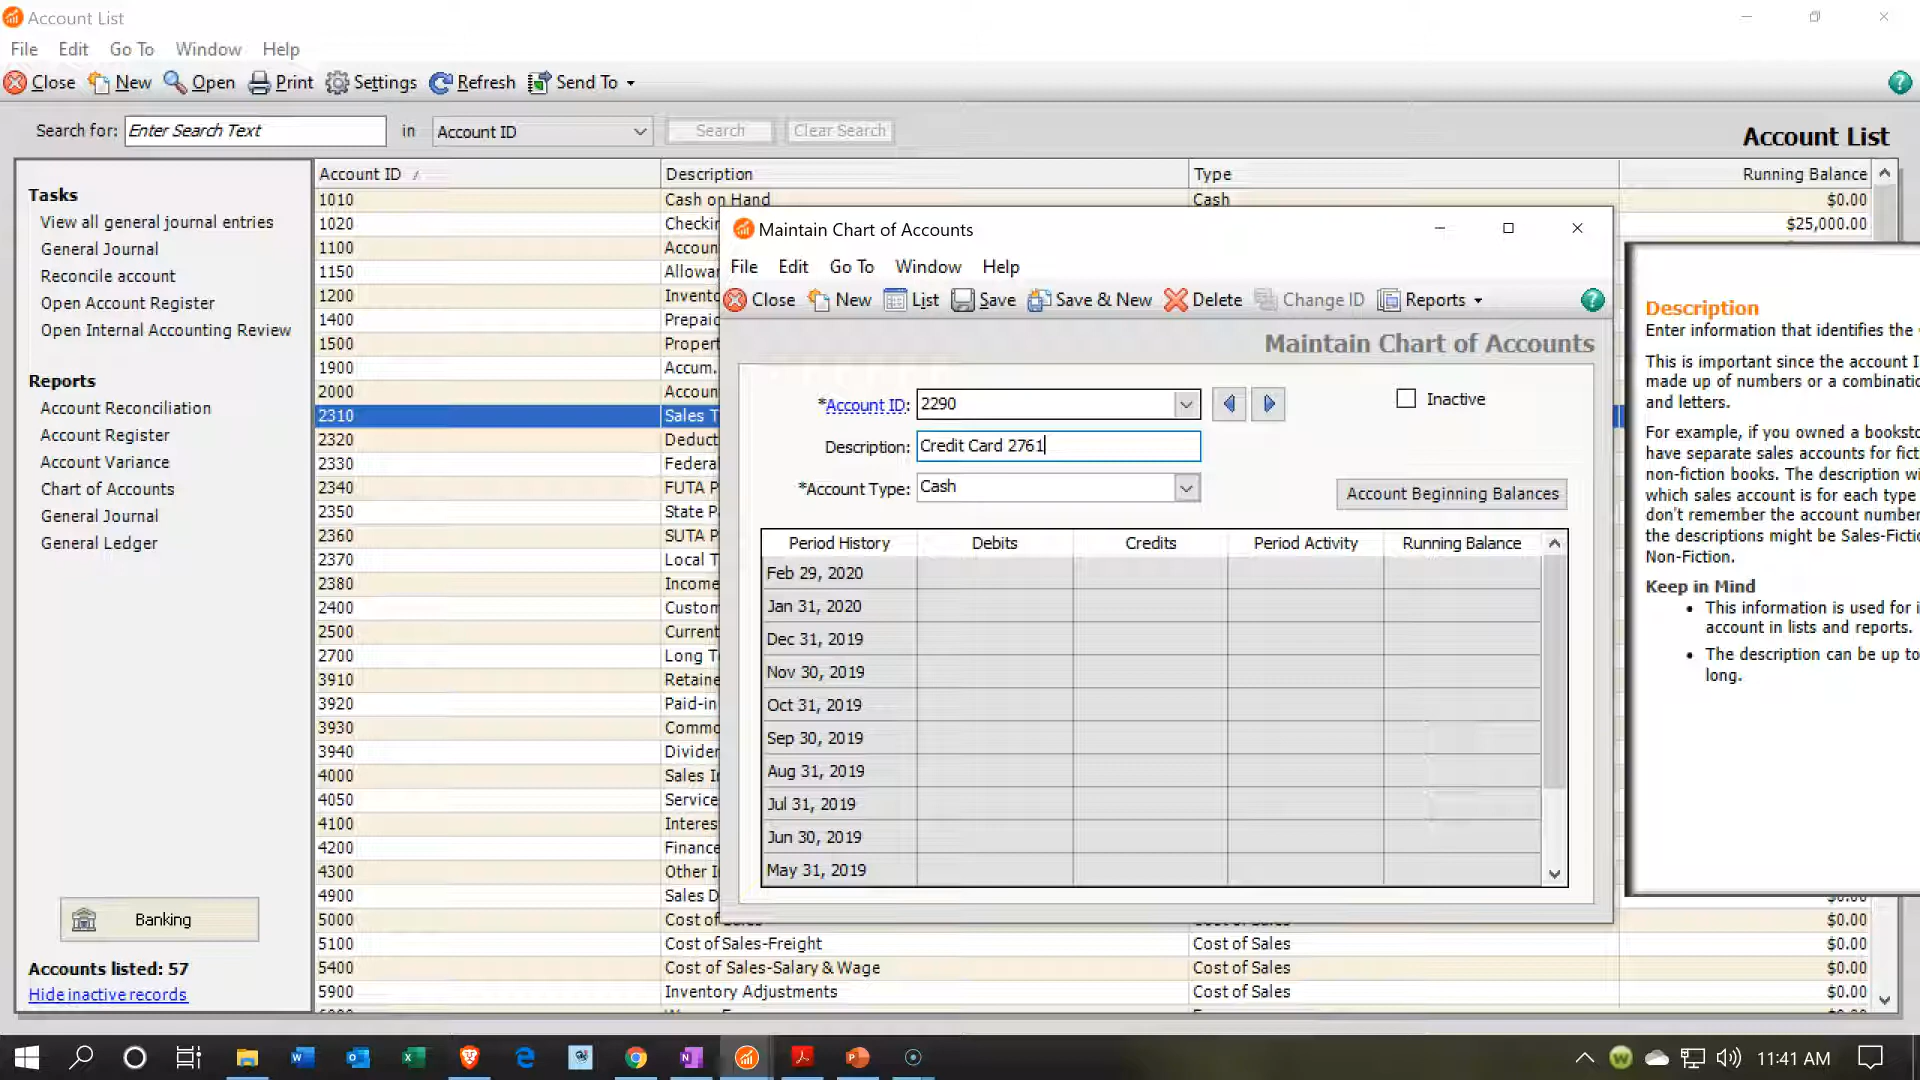 Account List
File Edit Go To Window Help
Close New Open Print Settings Refresh Send To
Search for: Enter Search Text in Account ID Search Clear Search
Account List
Tasks
View all general journal entries
General Journal
Reconcile account
Open Account Register
Open Internal Accounting Review
Reports
Account Reconciliation
Account Register
Account Variance
Chart of Accounts
General Journal
General Ledger
Banking
Accounts listed: 57
Hide inactive records
Account ID Description Type Running Balance
1010 Cash on Hand Cash $0.00
1020 Checkin $25,000.00
1100 Accoun
1150 Allowar
1200 Invento
1400 Prepaid
1500 Propert
1900 Accum.
2000 Accoun
2310 Sales T
2320 Deduct
2330 Federa
2340 FUTA P
2350 State P
2360 SUTA P
2370 Local T
2380 Income
2400 Custom
2500 Current
2700 Long T
3910 Retaine
3920 Paid-in
3930 Commo
3940 Divider
4000 Sales I
4050 Service
4100 Interes
4200 Finance
4300 Other I
4900 Sales D
5000 Cost of $0.00
5100 Cost of Sales-Freight Cost of Sales $0.00
5400 Cost of Sales-Salary & Wage Cost of Sales $0.00
5900 Inventory Adjustments Cost of Sales $0.00
Maintain Chart of Accounts
File Edit Go To Window Help
Close New List Save Save & New Delete Change ID Reports
Maintain Chart of Accounts
*Account ID: 2290 Inactive
Description: Credit Card 2761
*Account Type: Cash Account Beginning Balances
Period History Debits Credits Period Activity Running Balance
Feb 29, 2020
Jan 31, 2020
Dec 31, 2019
Nov 30, 2019
Oct 31, 2019
Sep 30, 2019
Aug 31, 2019
Jul 31, 2019
Jun 30, 2019
May 31, 2019
Description
Enter information that identifies the
This is important since the account I
made up of numbers or a combinatio
and letters.
For example, if you owned a booksto
have separate sales accounts for fict
non-fiction books. The description wi
which sales account is for each type
don't remember the account number
the descriptions might be Sales-Fictio
Non-Fiction.
Keep in Mind
• This information is used for i
account in lists and reports.
• The description can be up to
long.
11:41 AM